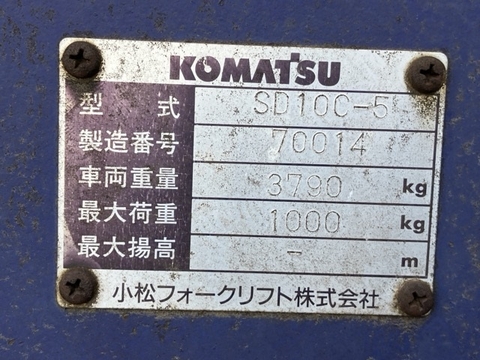 KOMATSU
型式 SD10C-5
製造番号 70014
車両重量 3790 kg
最大荷重 1000 kg
最大揚高 - m
小松フォークリフト株式会社